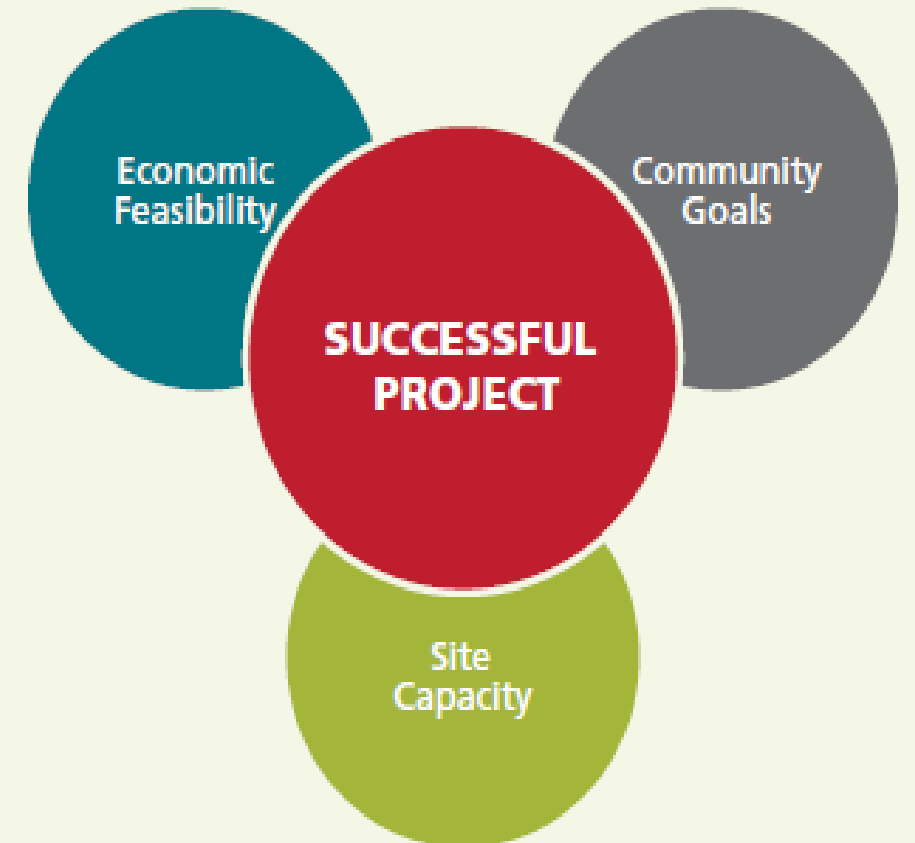 Economic
Feasibility
Community
Goals
SUCCESSFUL
PROJECT
Site
Capacity